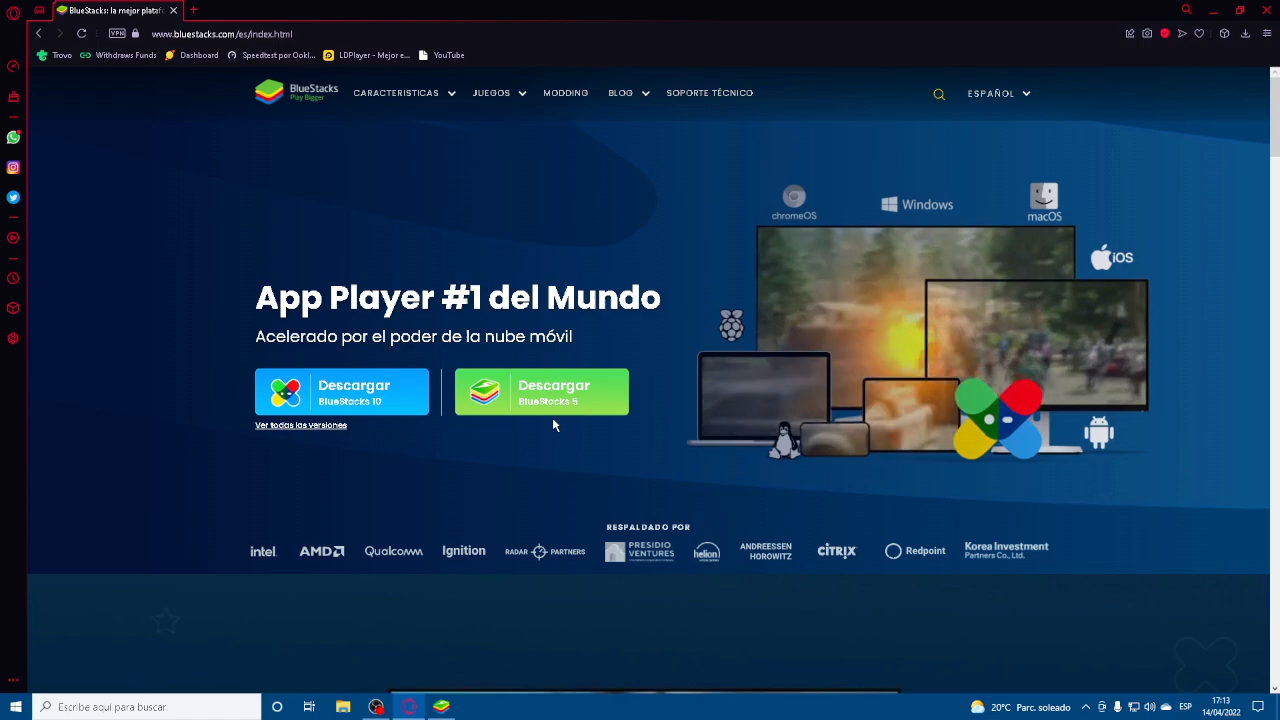 BlueStacks: la mejor platafo
VPN
www.bluestacks.com/es/index.html
Trovo
Withdraws Funds
Dashboard
Speedtest por Ookl...
LDPlayer - Mejor e...
YouTube
BlueStacks
Play Bigger
CARACTERISTICAS
JUEGOS
MODDING
BLOG
SOPORTE TÉCNICO
ESPAÑOL
chromeOS
Windows
macOS
iOS
App Player #1 del Mundo
Acelerado por el poder de la nube móvil
Descargar
BlueStacks 10
Descargar
BlueStacks 5
Ver todas las versiones
RESPALDADO POR
intel.
AMD
Qualcomm
Ignition
RADAR PARTNERS
PRESIDIO
VENTURES
helion
ANDREESSEN
HOROWITZ
CITRIX
Redpoint
Korea Investment
Partners Co., Ltd.
Escribe aquí para buscar.
20°C Parc. soleado
ESP
17:13
14/04/2022